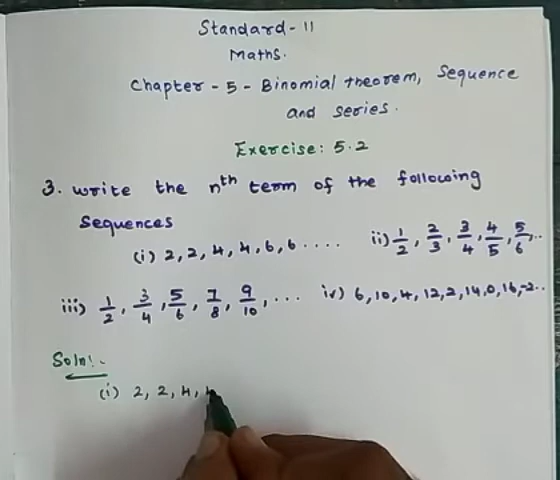 Standard - 11
Maths.
Chapter - 5 - Binomial theorem, Sequence
and series.
Exercise: 5.2
3. write the nth term of the following
Sequences
(i) 2, 2, 4, 4, 6, 6 .... ii) 1/2, 2/3, 3/4, 4/5, 5/6, ..
iii) 1/2, 3/4, 5/6, 7/8, 9/10, ... iv) 6, 10, 4, 12, 2, 14, 0, 16, -2..
Soln:-
(i) 2, 2, 4,